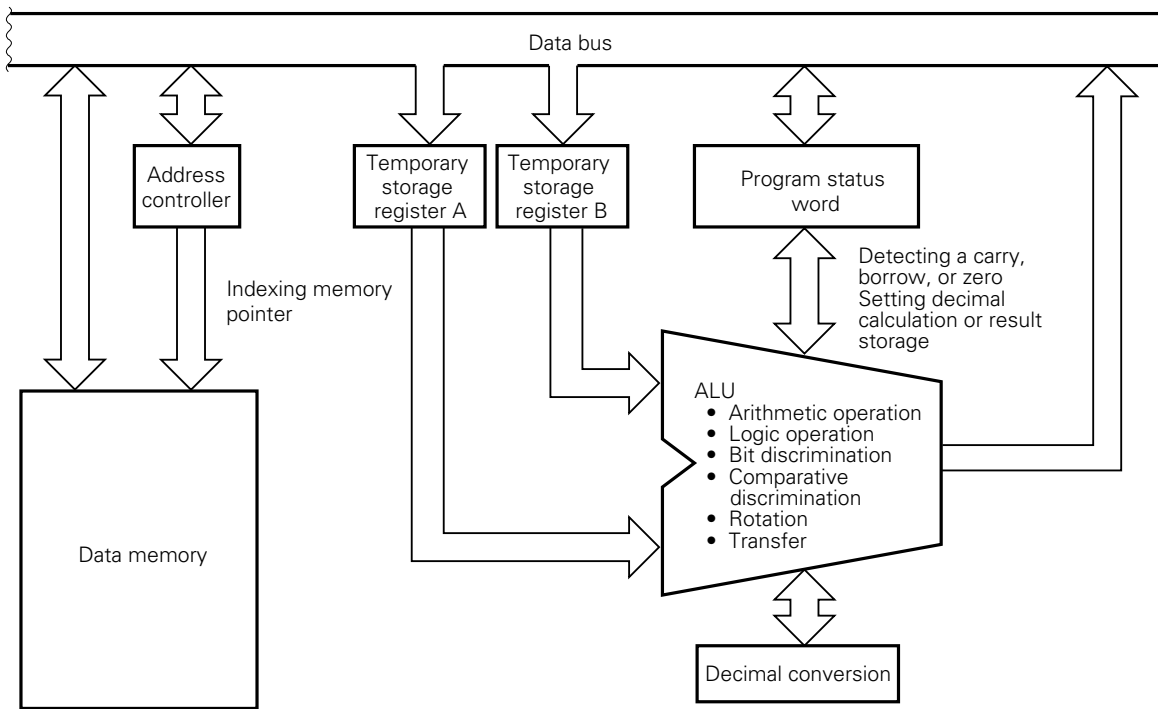 Data bus
Address
controller
Temporary
storage
register A
Temporary
storage
register B
Program status
word
Indexing memory
pointer
Detecting a carry,
borrow, or zero
Setting decimal
calculation or result
storage
ALU
• Arithmetic operation
• Logic operation
• Bit discrimination
• Comparative
discrimination
• Rotation
• Transfer
Data memory
Decimal conversion